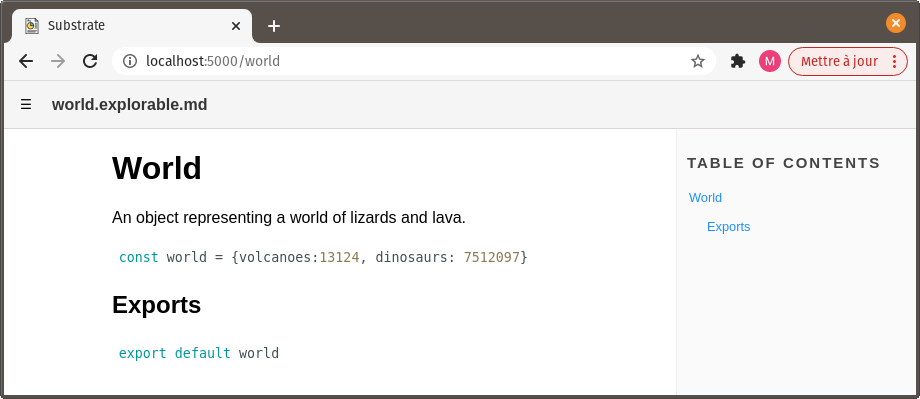 Substrate
localhost:5000/world
M
Mettre à jour
world.explorable.md
World
An object representing a world of lizards and lava.
const world = {volcanoes:13124, dinosaurs: 7512097}
Exports
export default world
TABLE OF CONTENTS
World
Exports